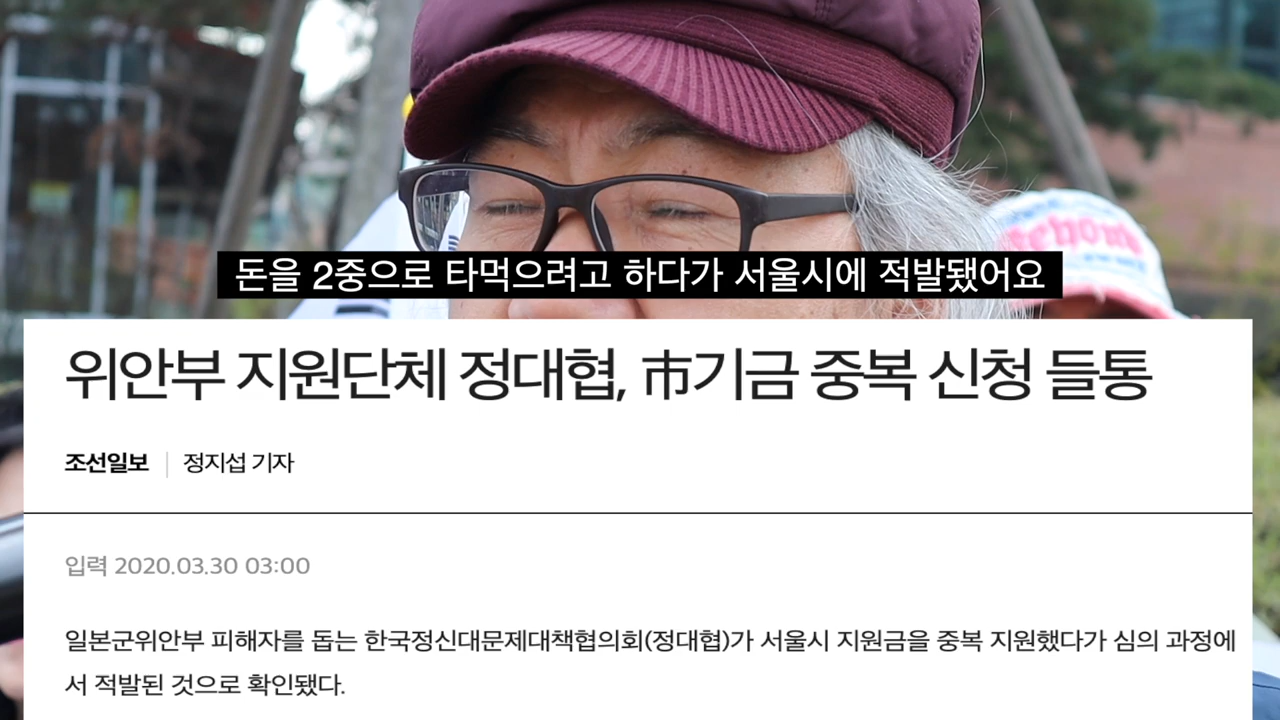 돈을 2중으로 타먹으려고 하다가 서울시에 적발됐어요
위안부 지원단체 정대협, 市기금 중복 신청 들통
조선일보 | 정지섭 기자
입력 2020.03.30 03:00
일본군위안부 피해자를 돕는 한국정신대문제대책협의회(정대협)가 서울시 지원금을 중복 지원했다가 심의 과정에
서 적발된 것으로 확인됐다.